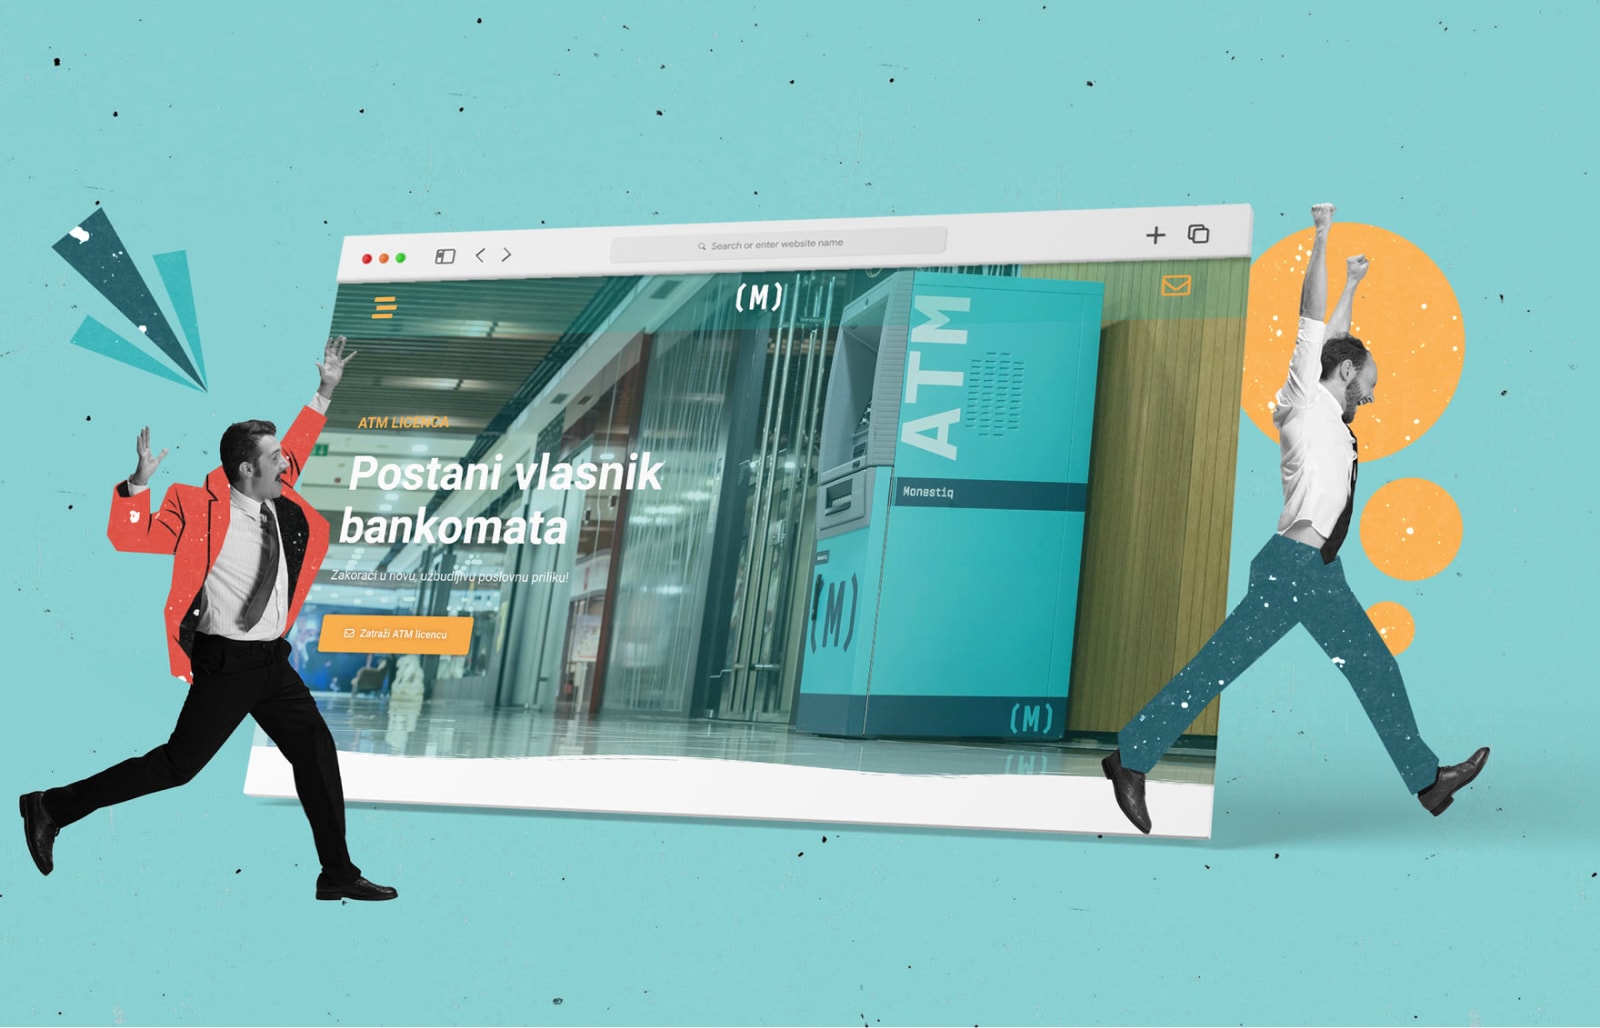 Search or enter website name
(M)
ATM LICENCA
Postani vlasnik
bankomata
Zakorači u novu, uzbudljivu poslovnu priliku!
Zatraži ATM licencu
ATM
Monestiq
(M)
(M)